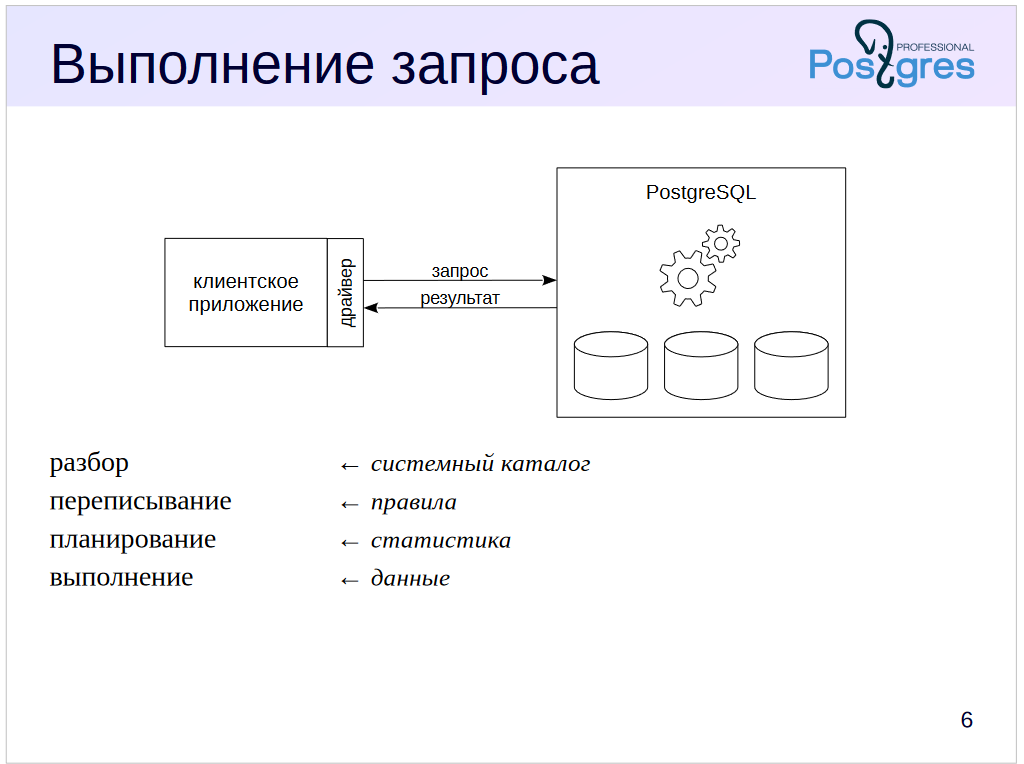 Выполнение запроса
PROFESSIONAL
Postgres
PostgreSQL
клиентское
приложение
драйвер
запрос
результат
разбор ← системный каталог
переписывание ← правила
планирование ← статистика
выполнение ← данные
6